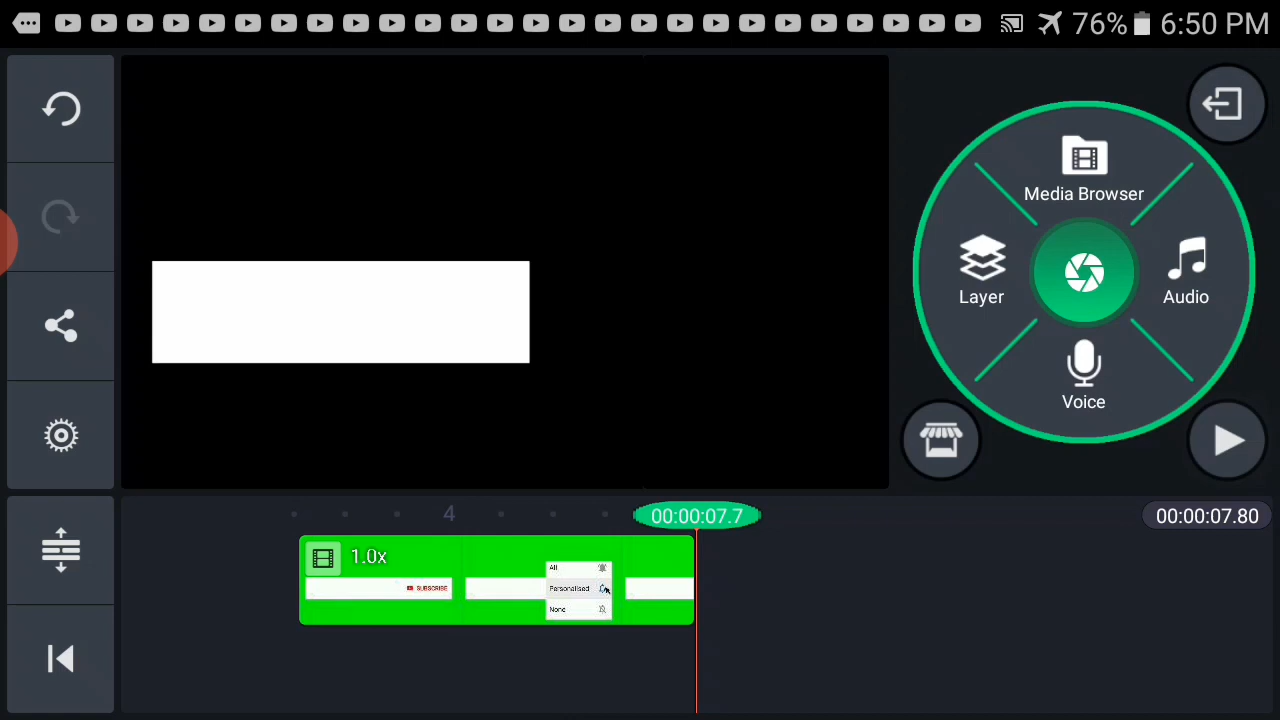 76% 6:50 PM
Media Browser
Layer
Audio
Voice
4
00:00:07.7
00:00:07.80
1.0x
SUBSCRIBE
All
Personalised
None